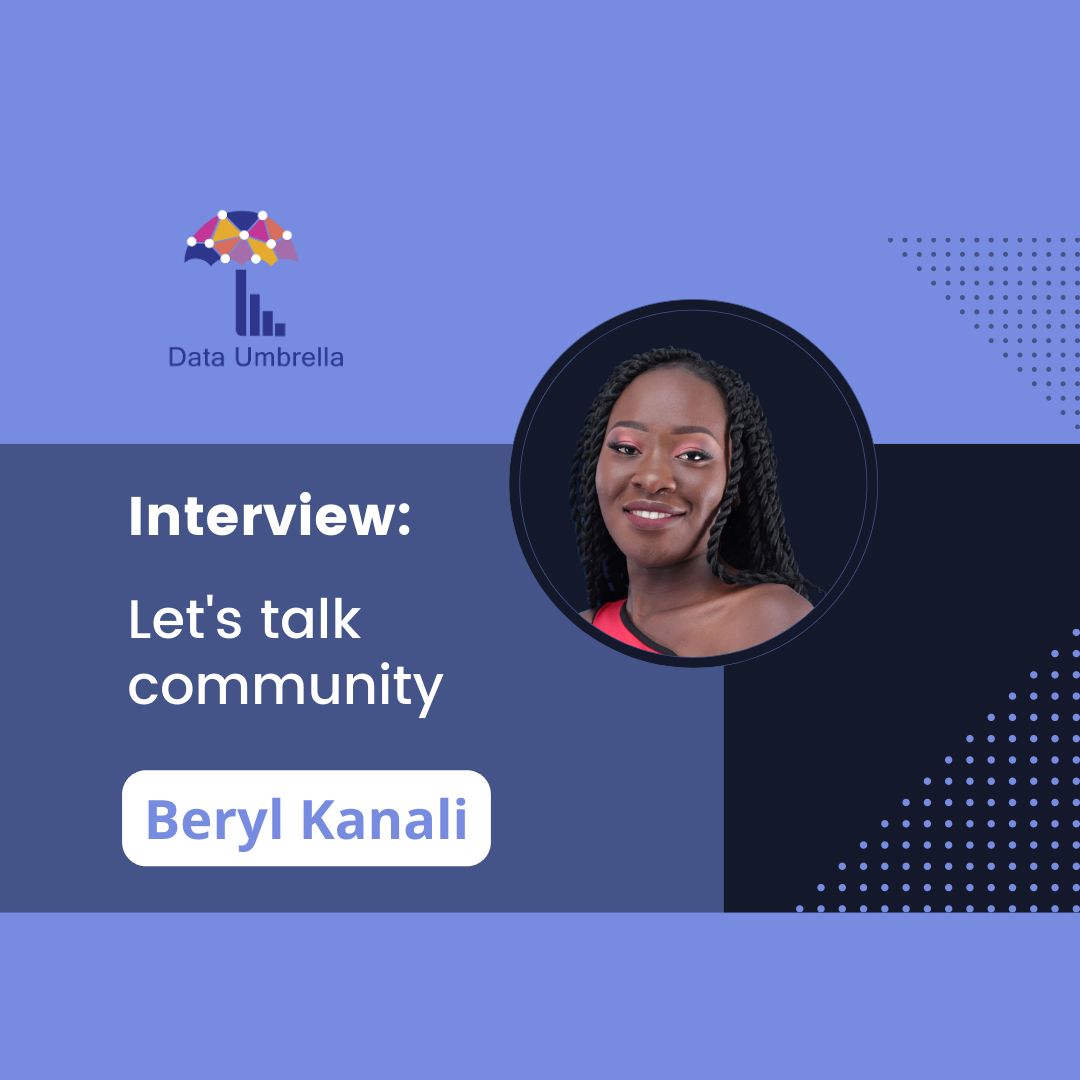 Data Umbrella
Interview:
Let's talk
community
Beryl Kanali